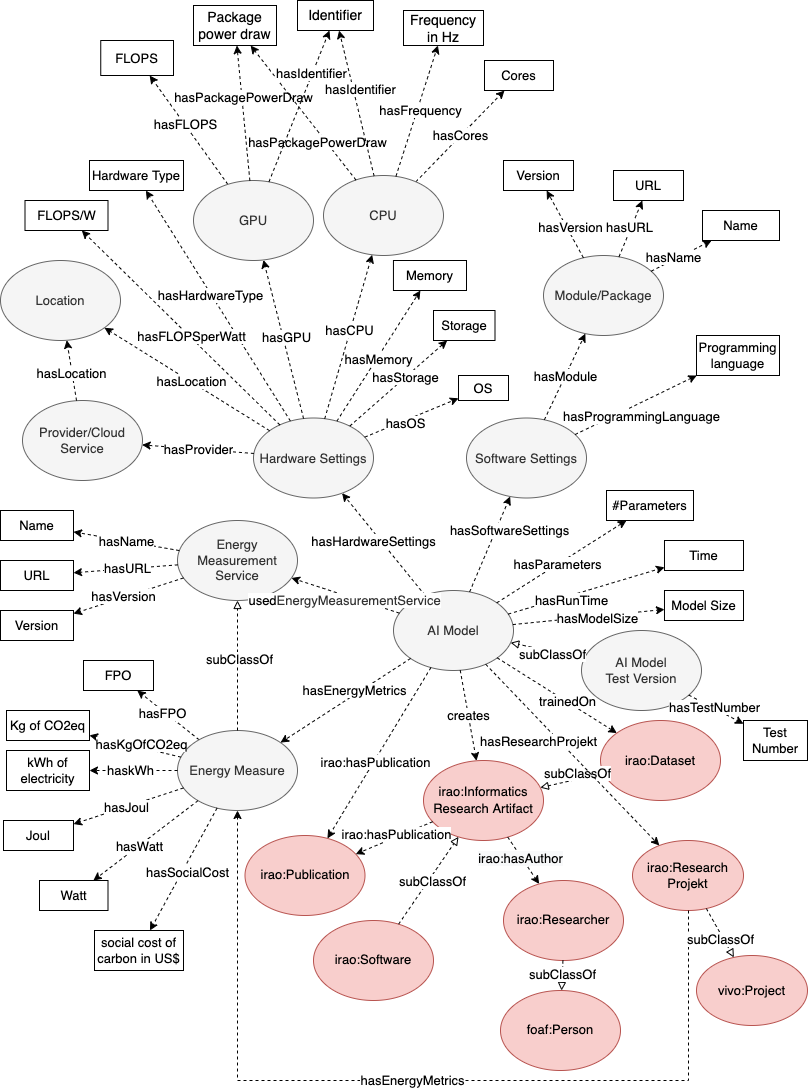 Package
power draw
Identifier
Frequency
in Hz
FLOPS
Cores
hasIdentifier
hasIdentifier
hasPackagePowerDraw
hasFrequency
hasFLOPS
hasCores
hasPackagePowerDraw
Hardware Type
Version
URL
FLOPS/W
GPU
CPU
Name
hasVersion
hasURL
hasName
Location
Memory
hasHardwareType
Module/Package
Storage
hasFLOPSperWatt
hasGPU
hasCPU
hasMemory
Programming
language
hasLocation
hasLocation
hasStorage
hasModule
OS
hasProgrammingLanguage
hasOS
Provider/Cloud
Service
hasProvider
Hardware Settings
Software Settings
#Parameters
Name
hasName
Energy
Measurement
Service
hasHardwareSettings
hasSoftwareSettings
Time
URL
hasURL
hasParameters
hasVersion
usedEnergyMeasurementService
hasRunTime
Model Size
hasModelSize
Version
AI Model
subClassOf
subClassOf
AI Model
Test Version
FPO
hasEnergyMetrics
trainedOn
hasTestNumber
hasFPO
creates
Kg of CO2eq
hasKgOfCO2eq
hasResearchProjekt
Test
Number
kWh of
electricity
haskWh
Energy Measure
irao:hasPublication
subClassOf
irao:Dataset
irao:Informatics
Research Artifact
hasJoul
Joul
hasWatt
irao:hasPublication
hasSocialCost
irao:hasAuthor
irao:Publication
irao:Research
Projekt
subClassOf
Watt
irao:Researcher
social cost of
carbon in US$
subClassOf
irao:Software
subClassOf
vivo:Project
foaf:Person
hasEnergyMetrics